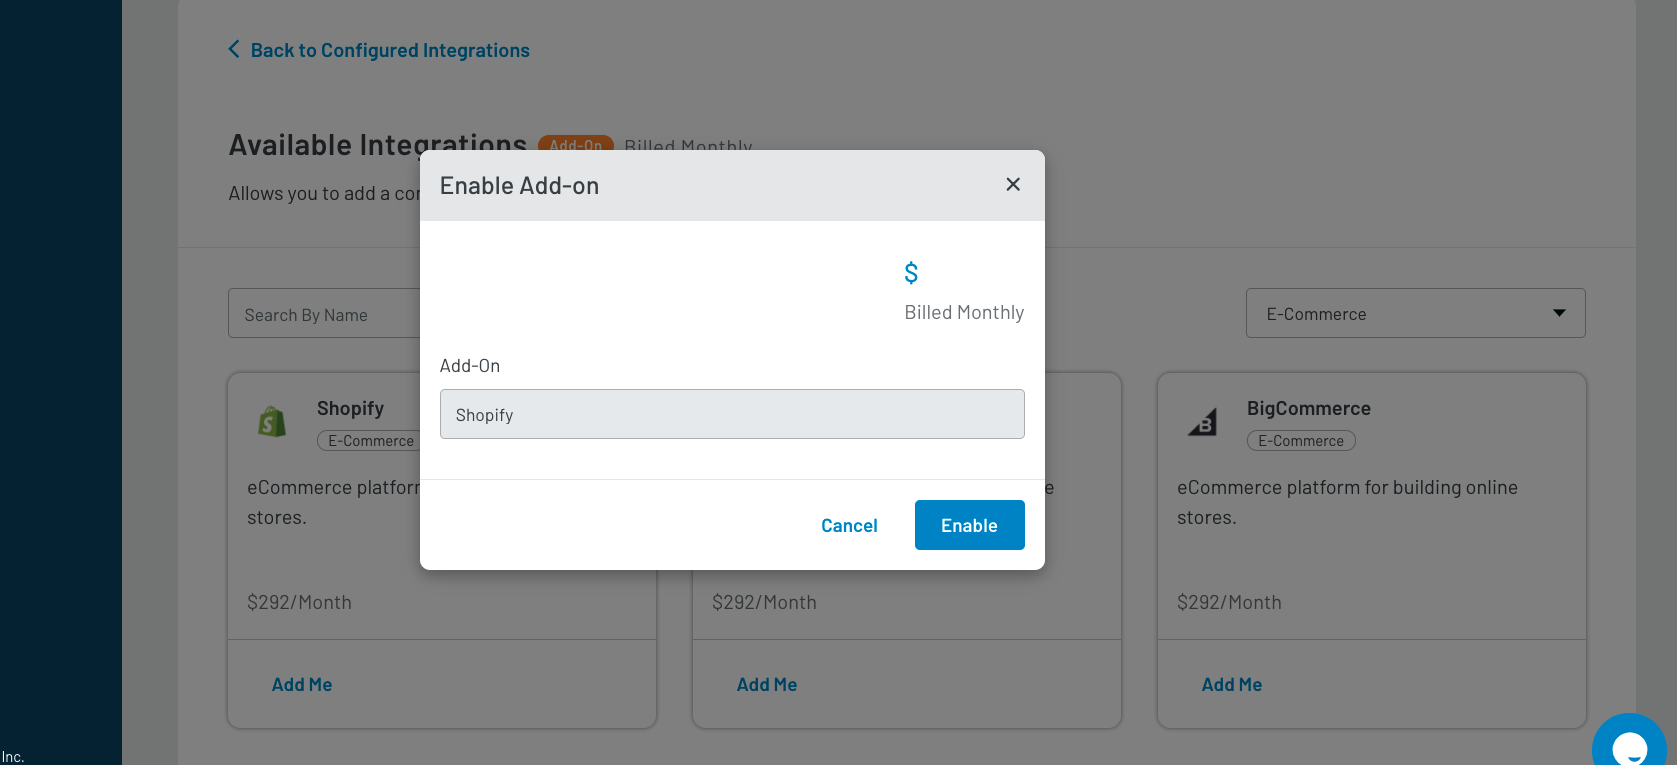 Back to Configured Integrations
Available Integrations Add-On Billed Monthly
Allows you to add a
Enable Add-on
$
Billed Monthly
Search By Name
E-Commerce
Add-On
Shopify
Cancel Enable
Shopify
E-Commerce
eCommerce
stores.
$292/Month
Add Me
$292/Month
Add Me
BigCommerce
E-Commerce
eCommerce platform for building online
stores.
$292/Month
Add Me
Inc.